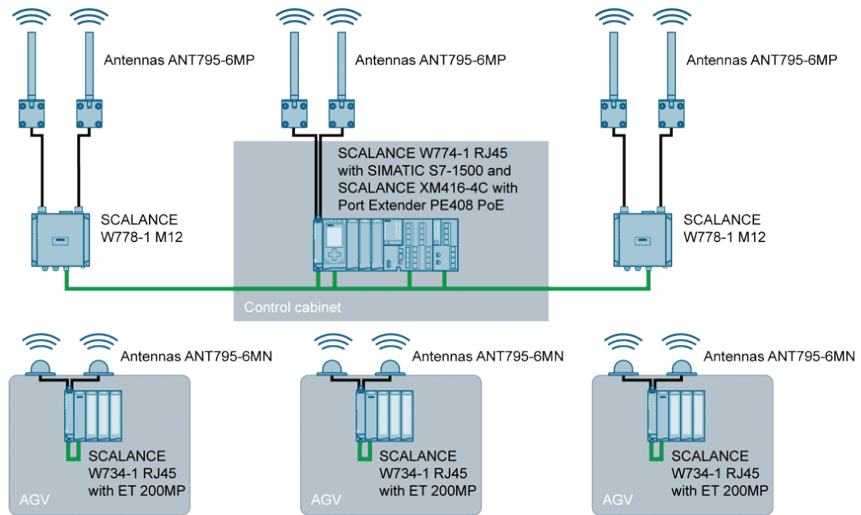 Antennas ANT795-6MP
Antennas ANT795-6MP
Antennas ANT795-6MP
SCALANCE W774-1 RJ45
with SIMATIC S7-1500 and
SCALANCE XM416-4C with
Port Extender PE408 PoE
SCALANCE
W778-1 M12
SCALANCE
W778-1 M12
Control cabinet
Antennas ANT795-6MN
Antennas ANT795-6MN
Antennas ANT795-6MN
SCALANCE
W734-1 RJ45
with ET 200MP
AGV
SCALANCE
W734-1 RJ45
with ET 200MP
AGV
SCALANCE
W734-1 RJ45
with ET 200MP
AGV